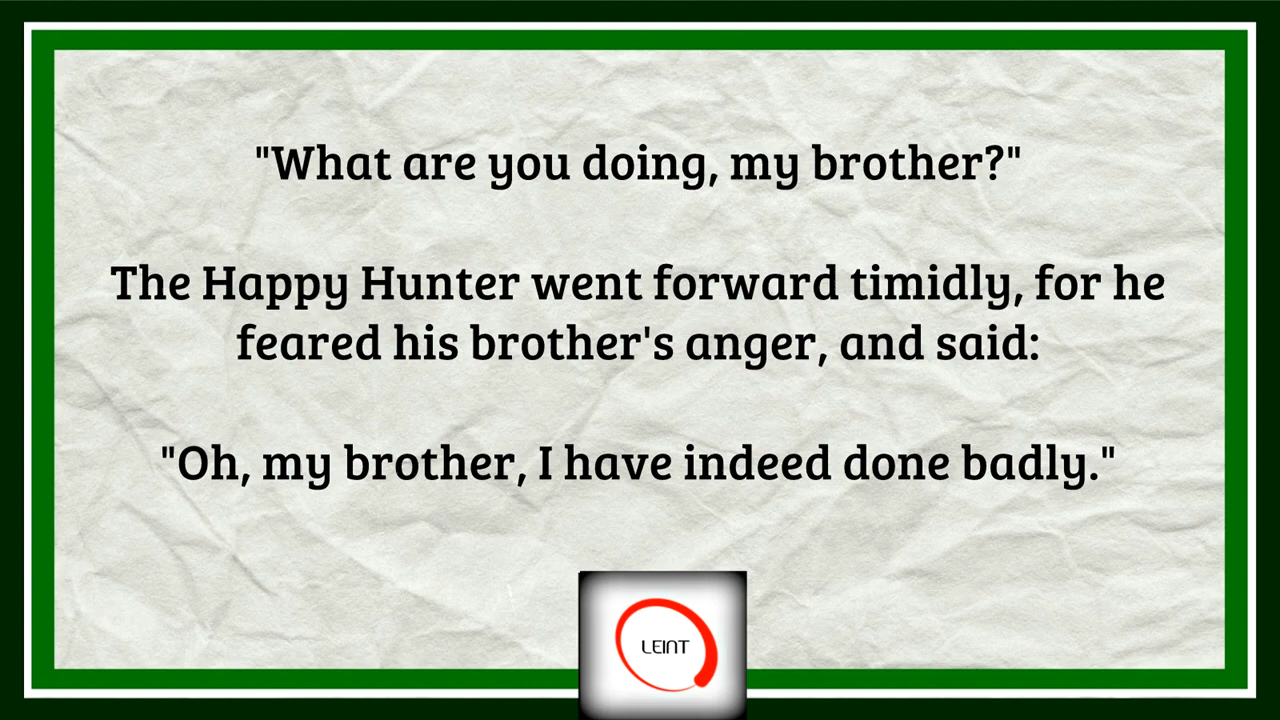 "What are you doing, my brother?"
The Happy Hunter went forward timidly, for he
feared his brother's anger, and said:
"Oh, my brother, I have indeed done badly."
LEINT